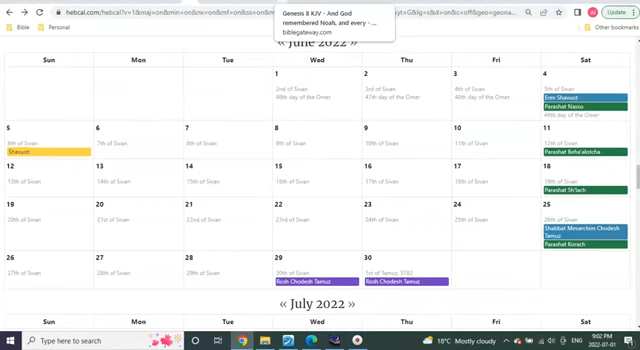 hebcal.com/hebcal?v=1&maj=on&min=on&nx=on&mf=on&ss=on&
Genesis 8 KJV - And God
remembered Noah, and every - ...
biblegateway.com
Update
Bible Personal Other bookmarks
« June 2022 »
Sun Mon Tue Wed Thu Fri Sat
1 2 3 4
2nd of Sivan 3rd of Sivan 4th of Sivan 5th of Sivan
46th day of the Omer 47th day of the Omer 48th day of the Omer Erev Shavuot
Parashat Nasso
49th day of the Omer
5 6 7 8 9 10 11
6th of Sivan 7th of Sivan 8th of Sivan 9th of Sivan 10th of Sivan 11th of Sivan 12th of Sivan
Shavuot Parashat Beha'alotcha
12 13 14 15 16 17 18
13th of Sivan 14th of Sivan 15th of Sivan 16th of Sivan 17th of Sivan 18th of Sivan 19th of Sivan
Parashat Sh'lach
19 20 21 22 23 24 25
20th of Sivan 21st of Sivan 22nd of Sivan 23rd of Sivan 24th of Sivan 25th of Sivan 26th of Sivan
Shabbat Mevarchim Chodesh
Tamuz
Parashat Korach
26 27 28 29 30
27th of Sivan 28th of Sivan 29th of Sivan 30th of Sivan 1st of Tamuz, 5782
Rosh Chodesh Tamuz Rosh Chodesh Tamuz
« July 2022 »
Sun Mon Tue Wed Thu Fri Sat
Type here to search
18°C Mostly cloudy
ENG
9:02 PM
2022-07-01